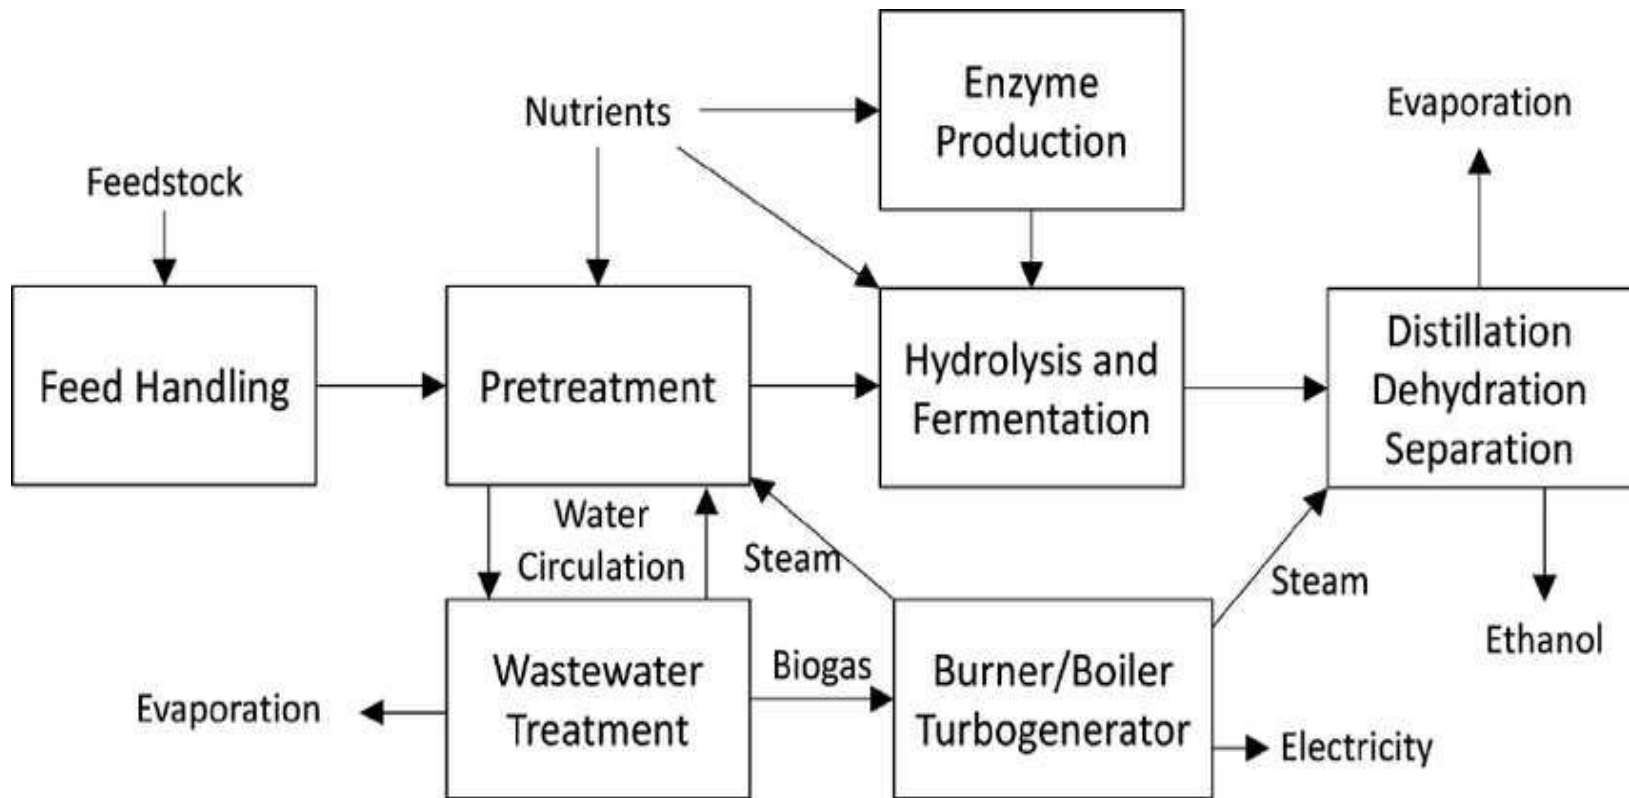 Enzyme
Production
Nutrients
Evaporation
Feedstock
Feed Handling
Pretreatment
Hydrolysis and
Fermentation
Distillation
Dehydration
Separation
Water
Circulation
Steam
Steam
Wastewater
Treatment
Biogas
Burner/Boiler
Turbogenerator
Ethanol
Evaporation
Electricity